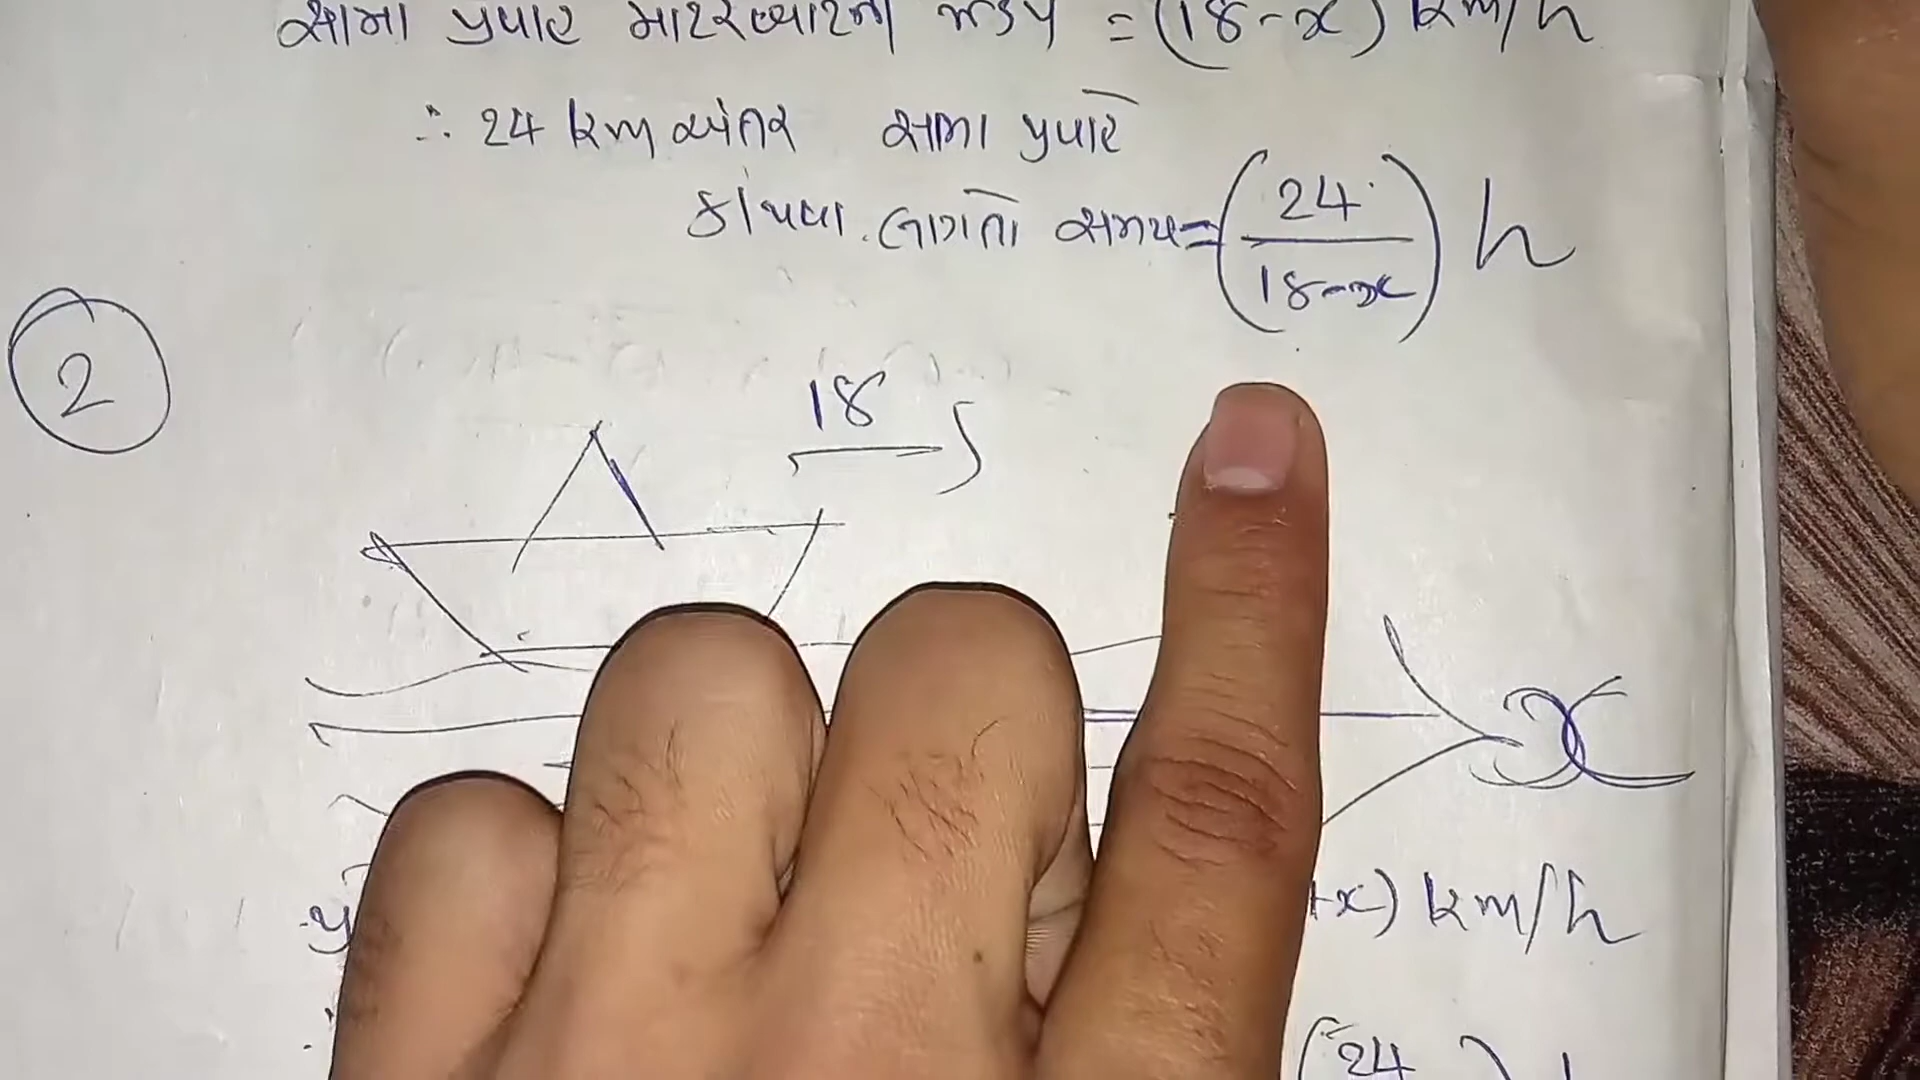 સામા પ્રવાહે મોટરબોટની ઝડપ = (18-x) km/h
∴ 24 km અંતર સામા પ્રવાહે
કાપવા લાગતો સમય = (24/18-x) h
2
18
x
+x) km/h
(24